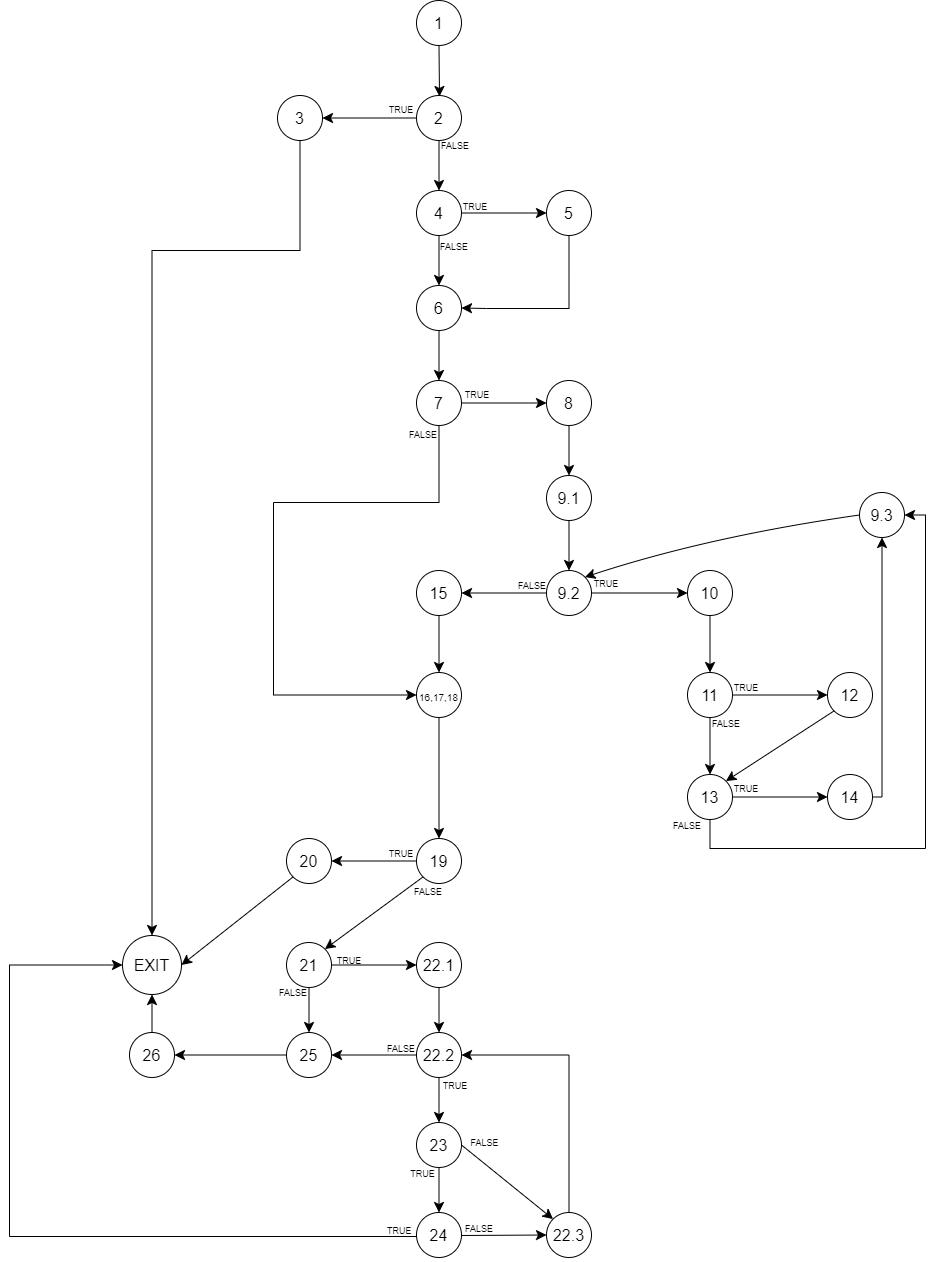 1
TRUE
3
2
FALSE
4
TRUE
5
FALSE
6
7
TRUE
8
FALSE
9.1
9.3
15
FALSE
9.2
TRUE
10
16,17,18
11
TRUE
12
FALSE
13
TRUE
14
FALSE
20
TRUE
19
FALSE
EXIT
21
TRUE
22.1
FALSE
26
25
FALSE
22.2
TRUE
23
FALSE
TRUE
TRUE
24
FALSE
22.3